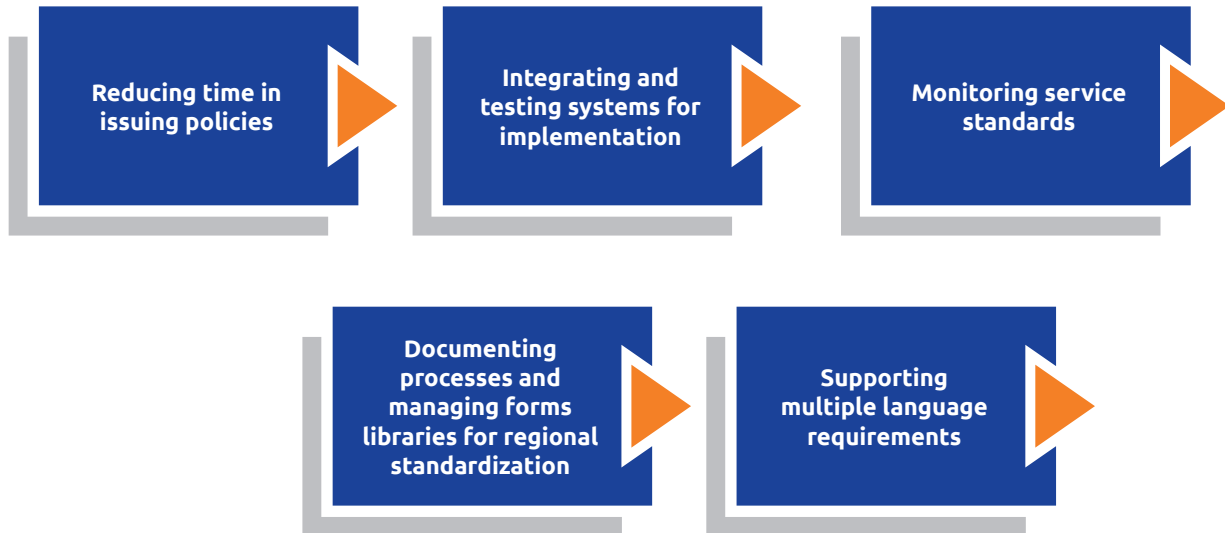 Reducing time in
issuing policies
Integrating and
testing systems for
implementation
Monitoring service
standards
Documenting
processes and
managing forms
libraries for regional
standardization
Supporting
multiple language
requirements